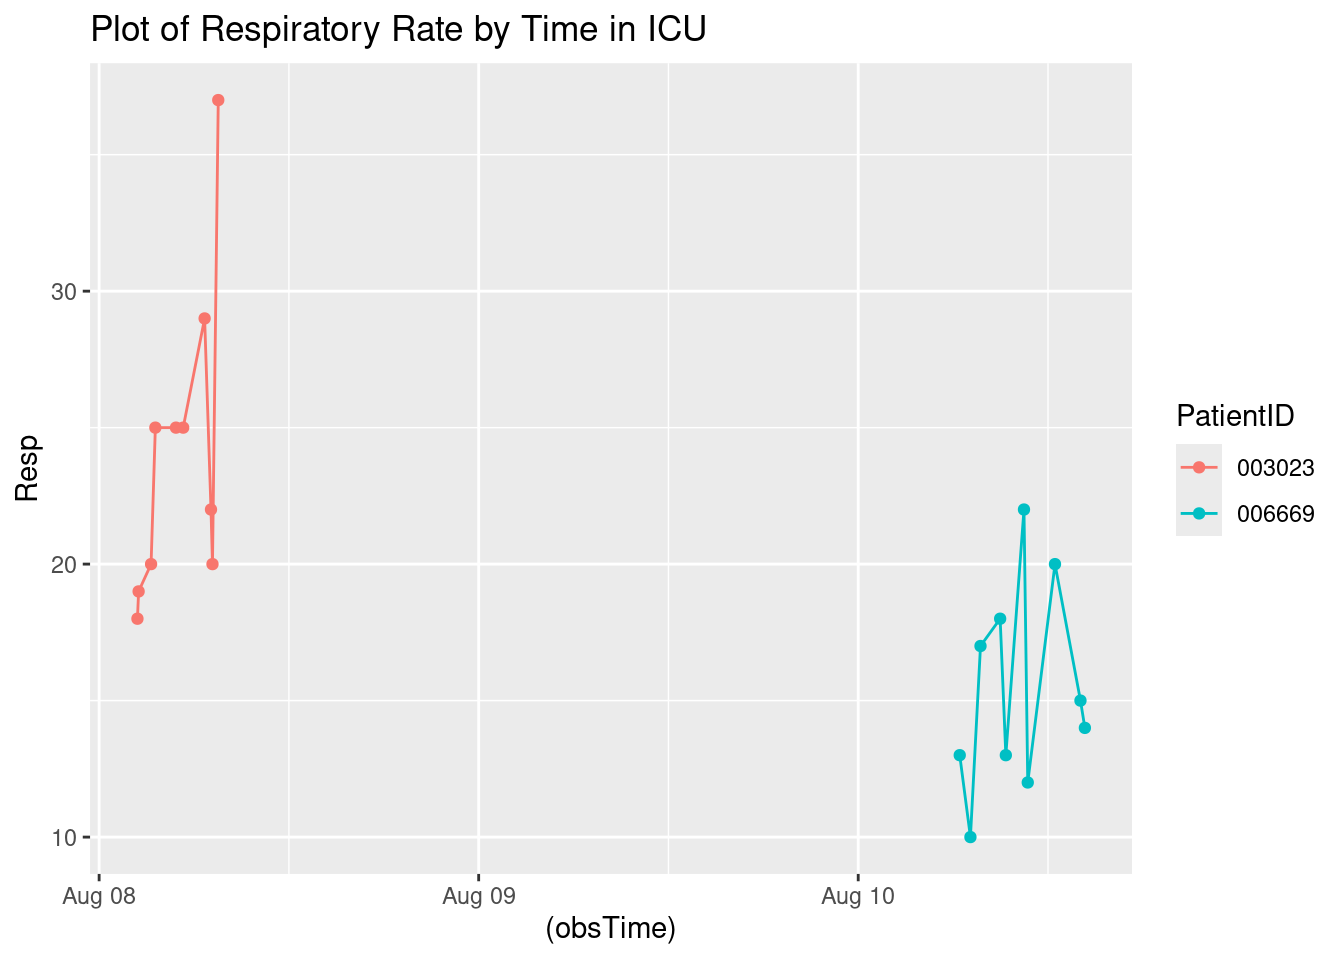 Plot of Respiratory Rate by Time in ICU
Resp
30
20
10
Aug 08
Aug 09
Aug 10
(obsTime)
PatientID
003023
006669